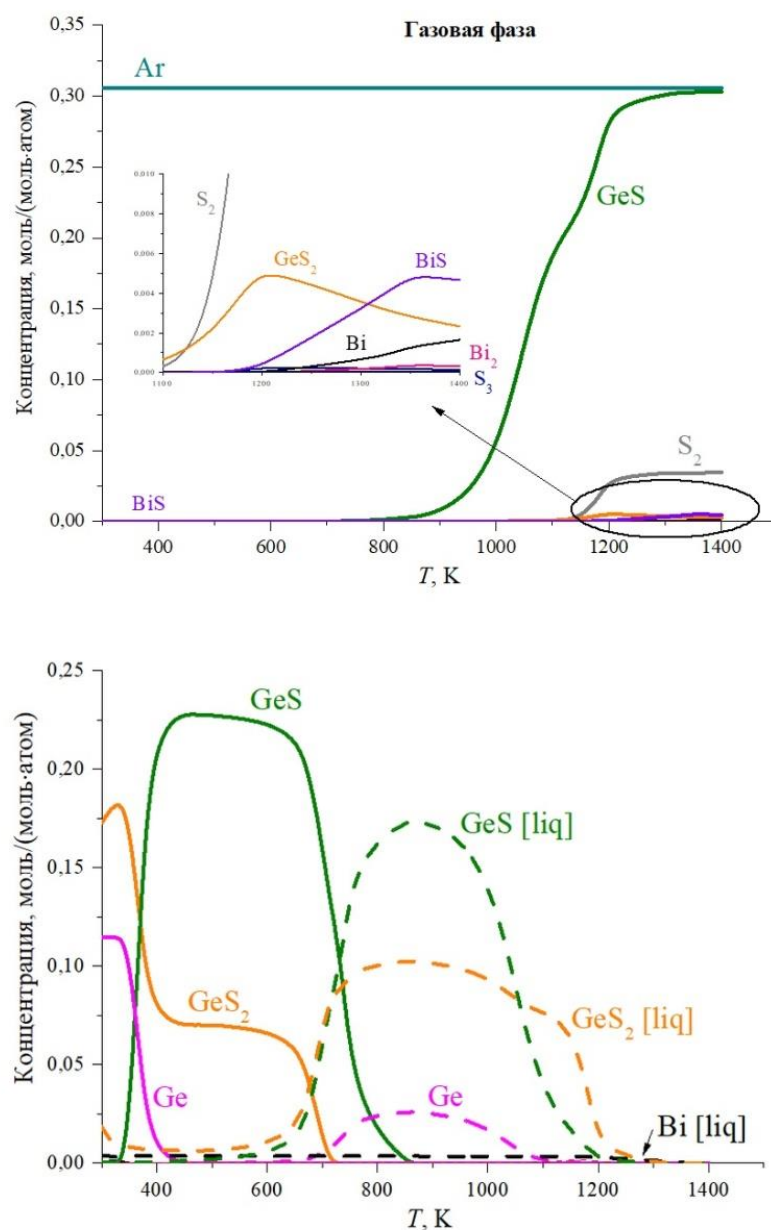 Газовая фаза
Концентрация, моль/(моль·атом)
0,35
0,30
0,25
0,20
0,15
0,10
0,05
0,00
Ar
GeS
S₂
BiS
0,010
0,008
0,006
0,004
0,002
0,000
S₂
GeS₂
BiS
Bi
Bi₂
S₃
1100
1200
1300
1400
400
600
800
1000
1200
1400
T, K
Концентрация, моль/(моль·атом)
0,25
0,20
0,15
0,10
0,05
0,00
GeS
GeS [liq]
GeS₂
GeS₂ [liq]
Ge
Ge
Bi [liq]
400
600
800
1000
1200
1400
T, K